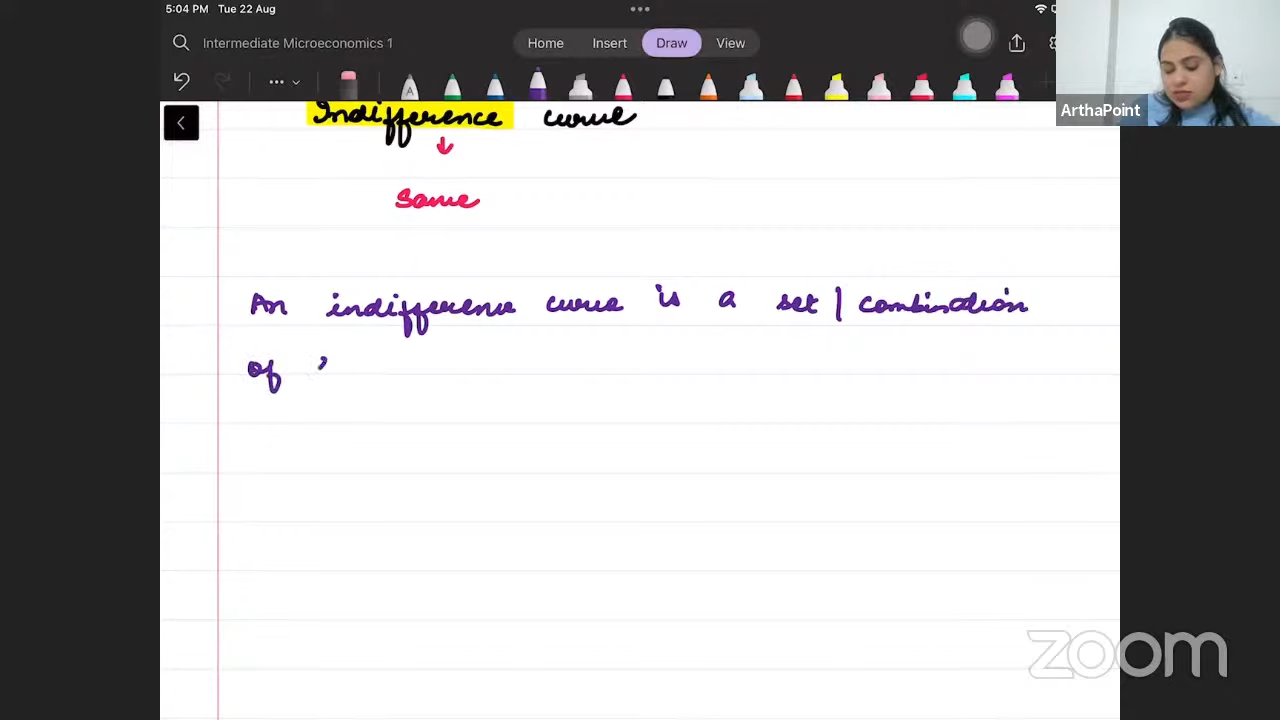 5:04 PM Tue 22 Aug
Intermediate Microeconomics 1
Home Insert Draw View
A
ArthaPoint
Indifference curve
Same
An indifference curve is a set | combination
of
zoom